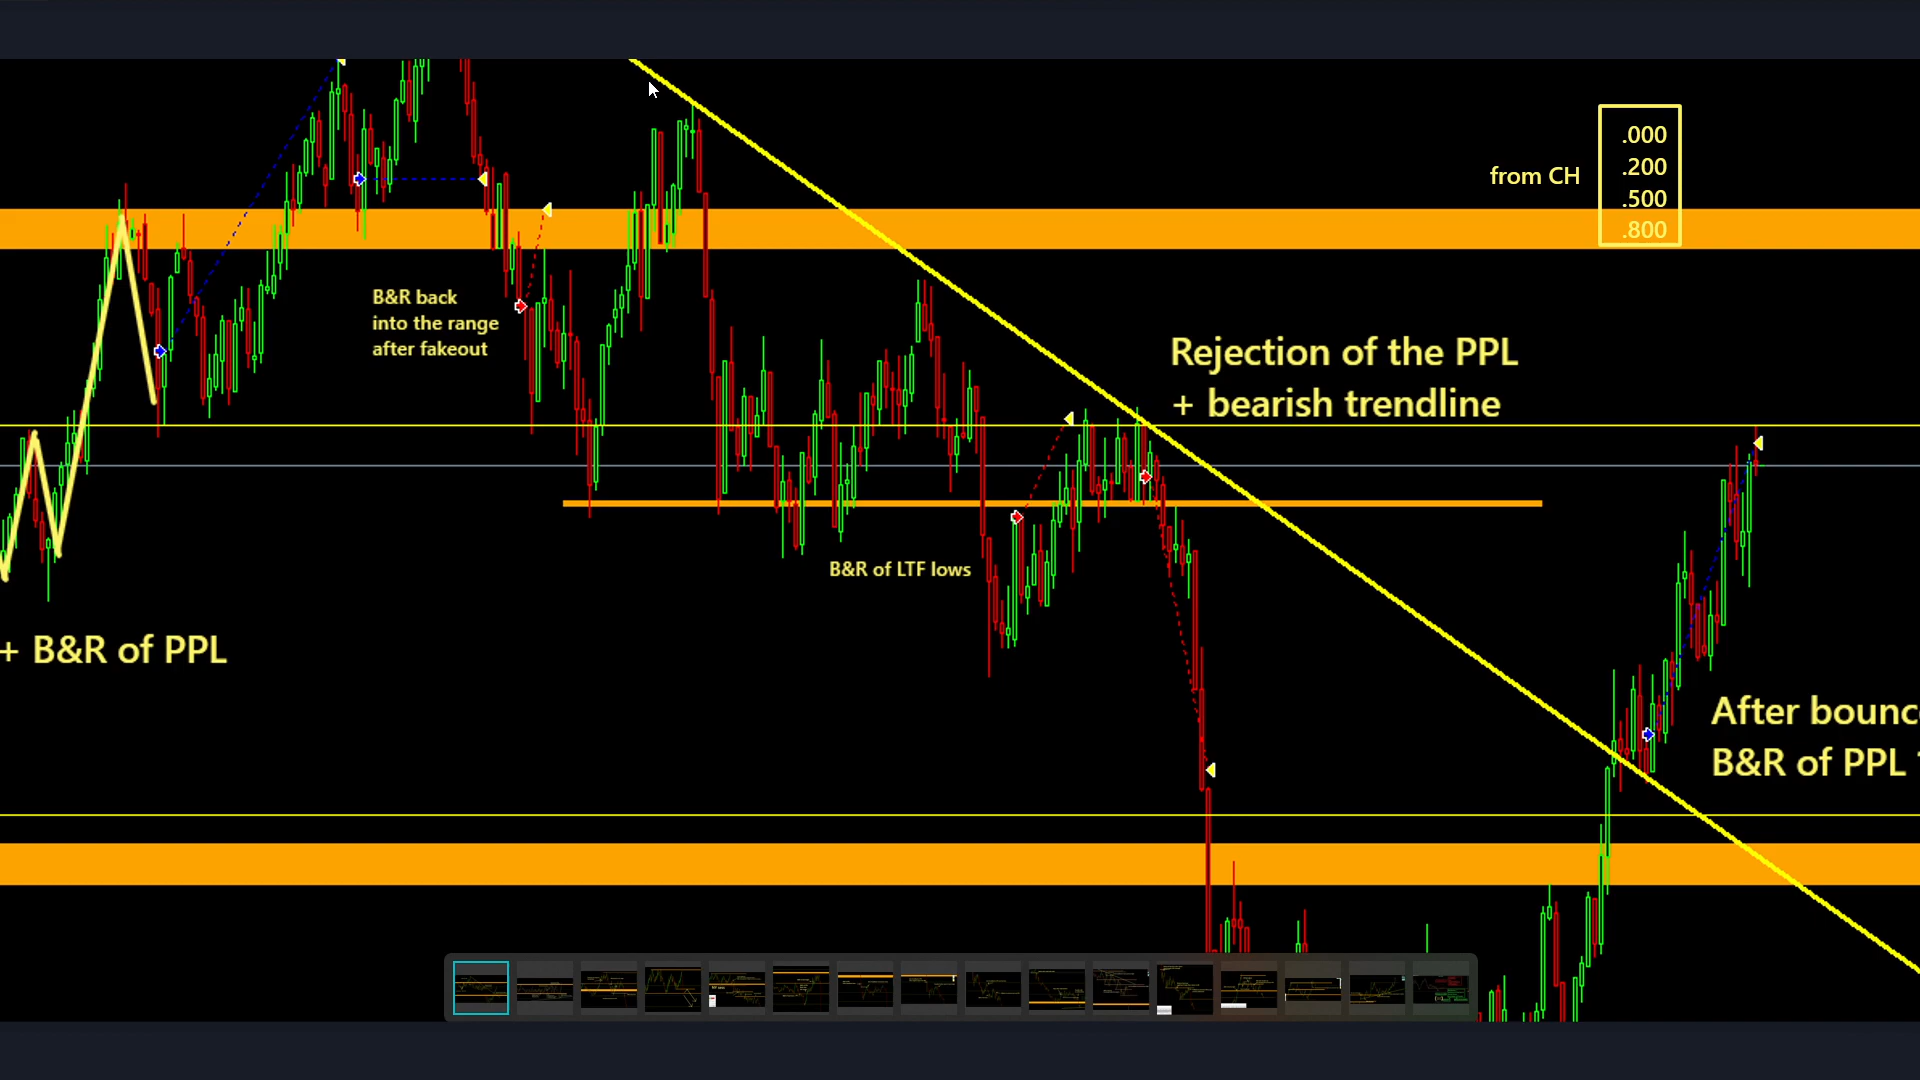 .000
.200
from CH
.500
.800
B&R back
into the range
after fakeout
Rejection of the PPL
+ bearish trendline
B&R of LTF lows
+ B&R of PPL
After bounc
B&R of PPL